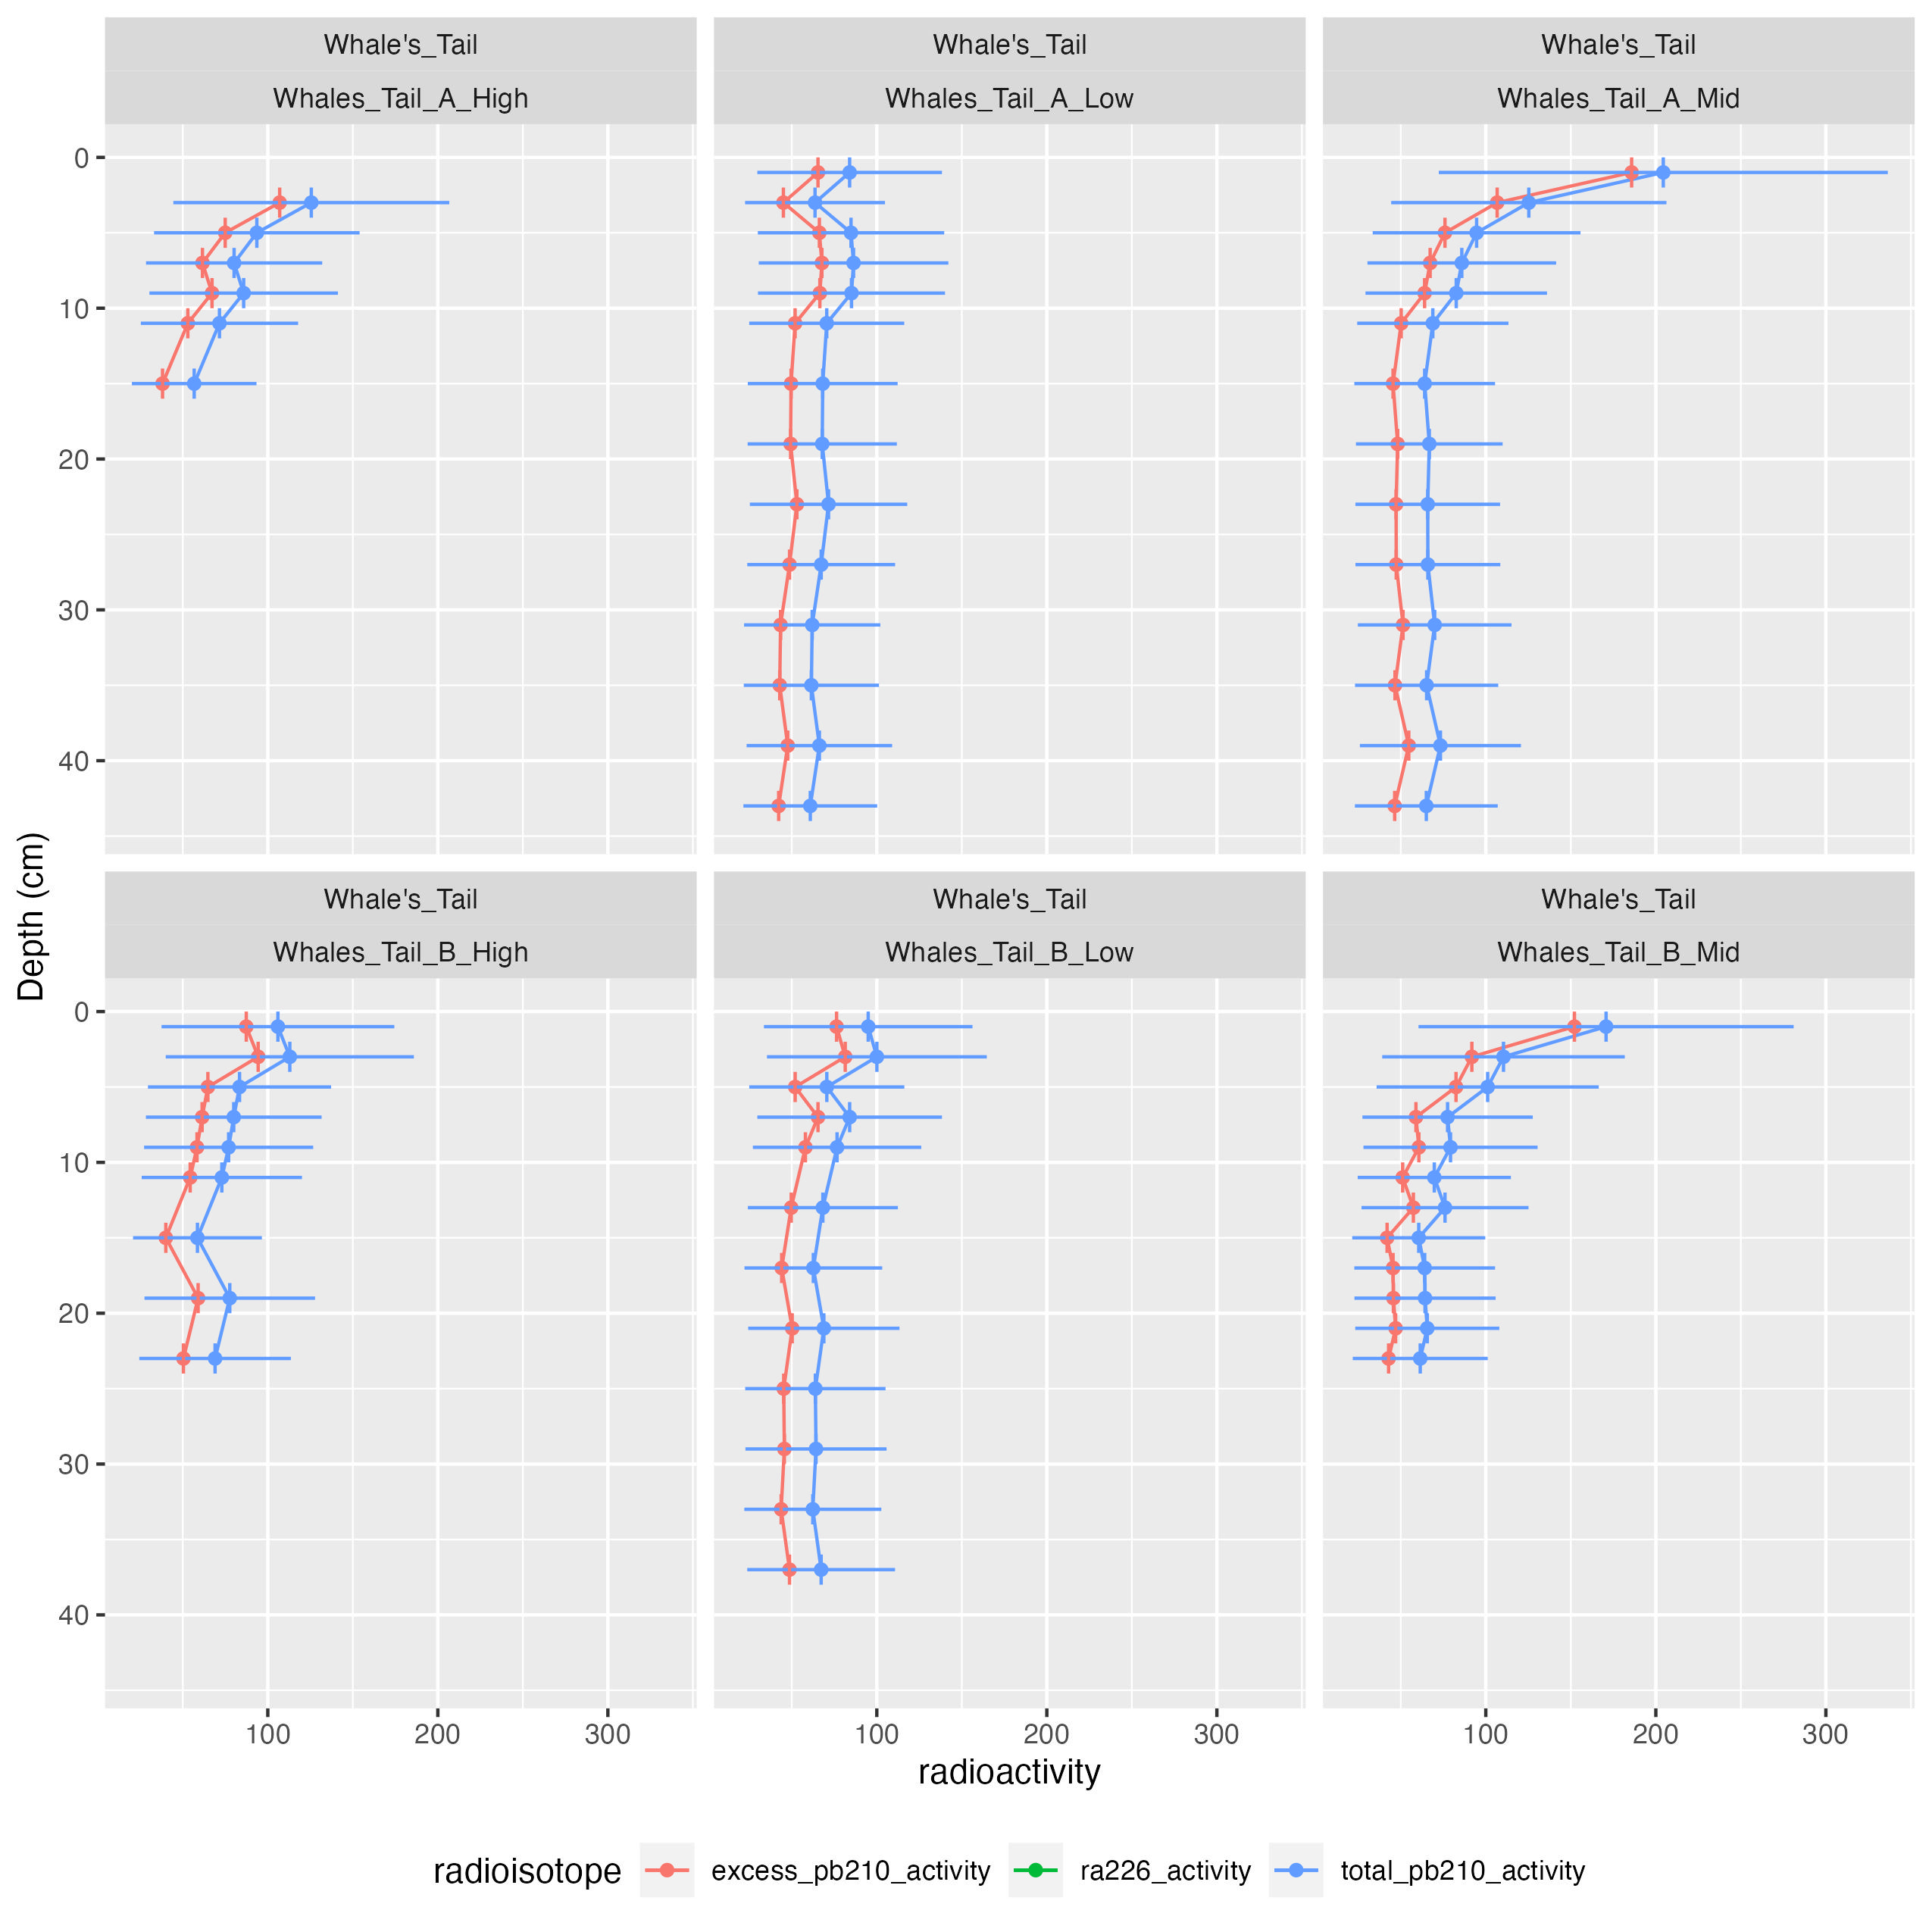 Whale's_Tail Whale's_Tail Whale's_Tail
Whales_Tail_A_High Whales_Tail_A_Low Whales_Tail_A_Mid
0
10
20
30
40
Depth (cm)
Whale's_Tail Whale's_Tail Whale's_Tail
Whales_Tail_B_High Whales_Tail_B_Low Whales_Tail_B_Mid
0
10
20
30
40
100 200 300 100 200 300 100 200 300
radioactivity
radioisotope excess_pb210_activity ra226_activity total_pb210_activity